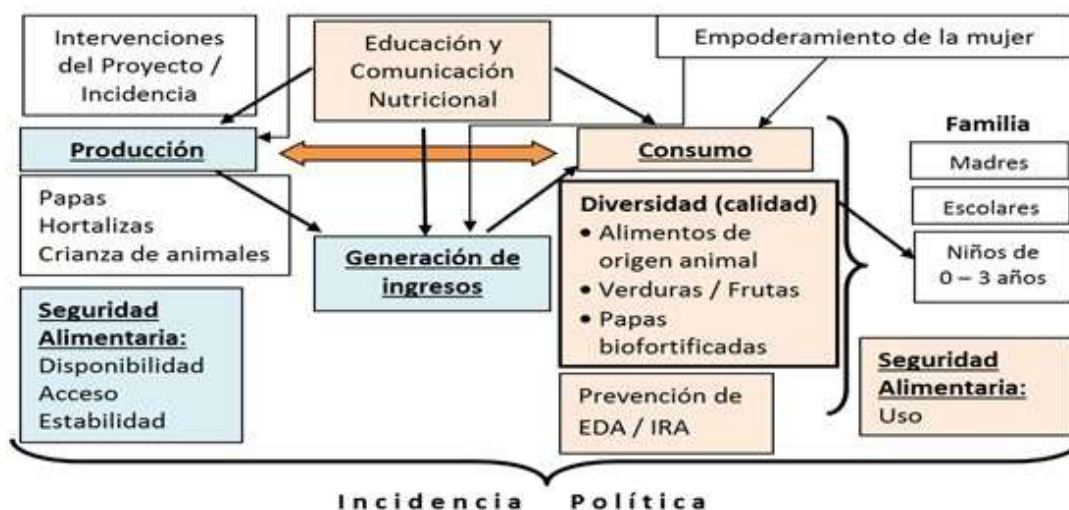 Intervenciones
del Proyecto /
Incidencia
Educación y
Comunicación
Nutricional
Empoderamiento de la mujer
Producción
Papas
Hortalizas
Crianza de animales
Seguridad
Alimentaria:
Disponibilidad
Acceso
Estabilidad
Generación de
ingresos
Consumo
Diversidad (calidad)
• Alimentos de
origen animal
• Verduras / Frutas
• Papas
biofortificadas
Prevención de
EDA / IRA
Familia
Madres
Escolares
Niños de
0 – 3 años
Seguridad
Alimentaria:
Uso
Incidencia Política